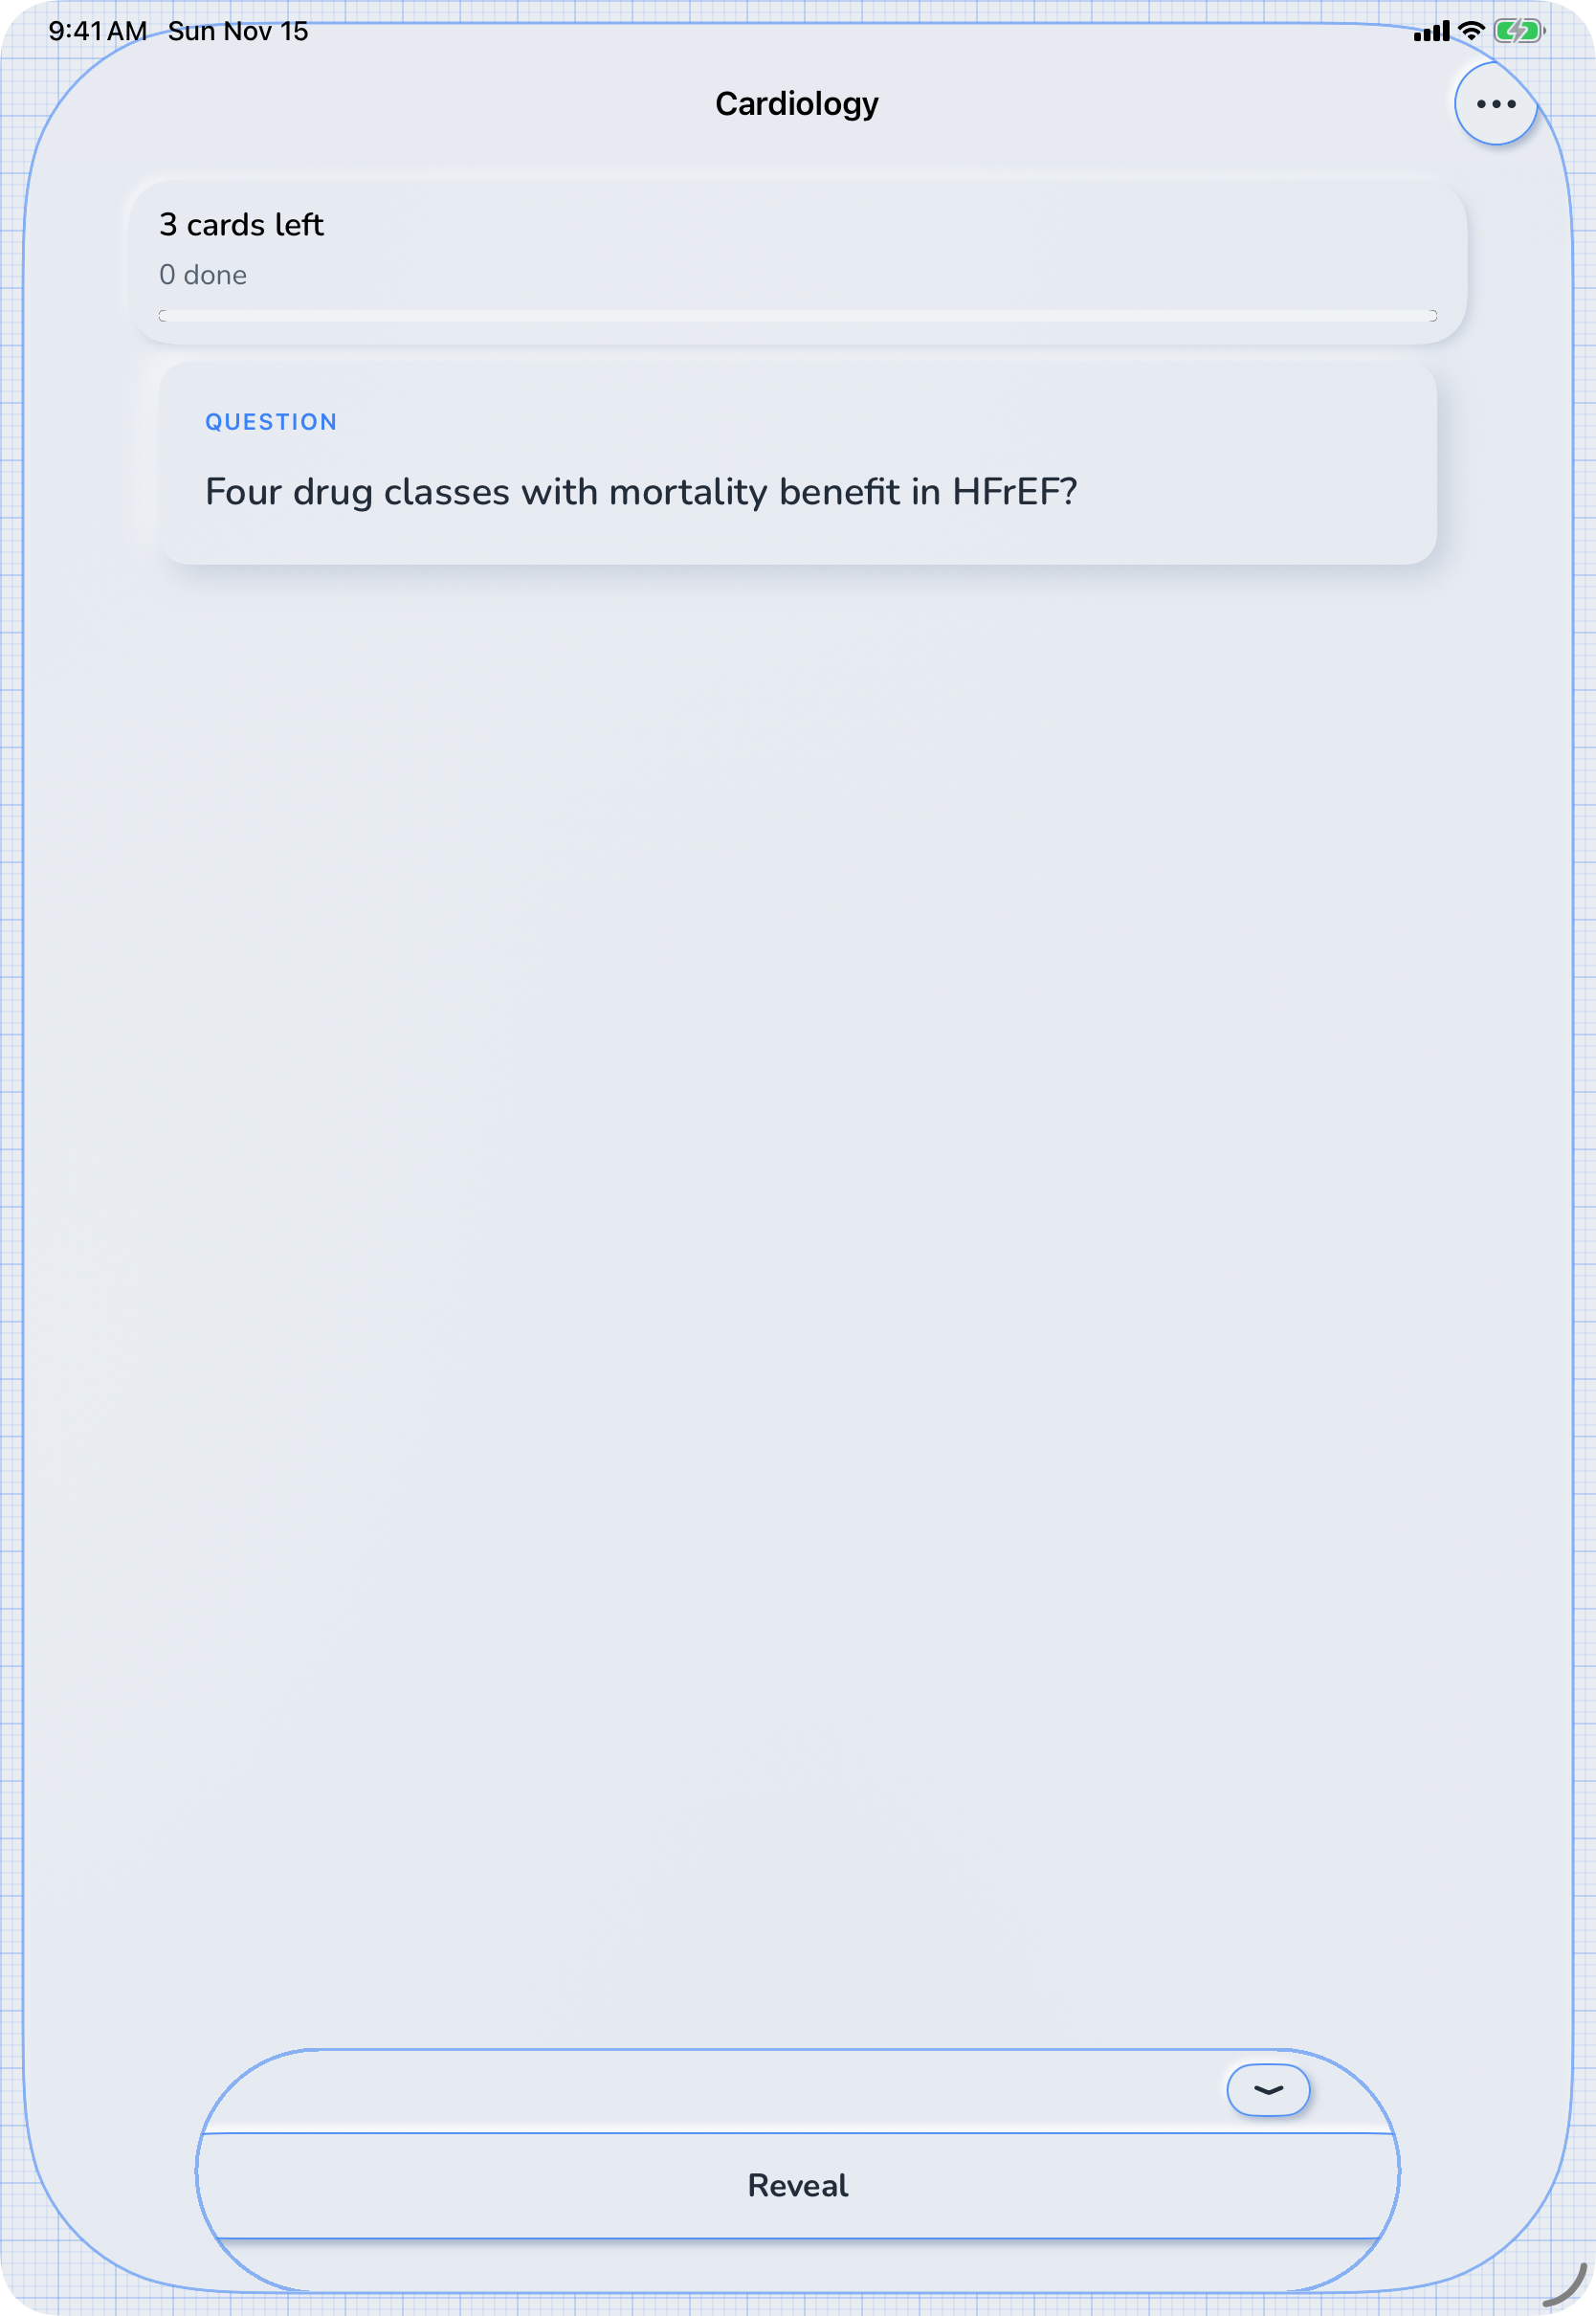 9:41 AM Sun Nov 15
Cardiology
3 cards left
0 done
QUESTION
Four drug classes with mortality benefit in HFrEF?
Reveal